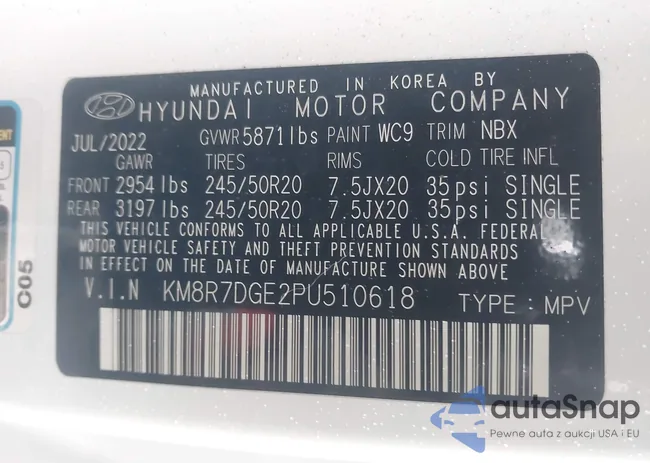 MANUFACTURED IN KOREA BY
HYUNDAI MOTOR COMPANY
JUL/2022 GVWR 5871lbs PAINT WC9 TRIM NBX
GAWR TIRES RIMS COLD TIRE INFL
FRONT 2954 lbs 245/50R20 7.5JX20 35psi SINGLE
REAR 3197 lbs 245/50R20 7.5JX20 35psi SINGLE
THIS VEHICLE CONFORMS TO ALL APPLICABLE U.S.A. FEDERAL
MOTOR VEHICLE SAFETY AND THEFT PREVENTION STANDARDS
IN EFFECT ON THE DATE OF MANUFACTURE SHOWN ABOVE.
V.I.N KM8R7DGE2PU510618 TYPE : MPV
C05
autaSnap
Pewne auta z aukcji USA i EU